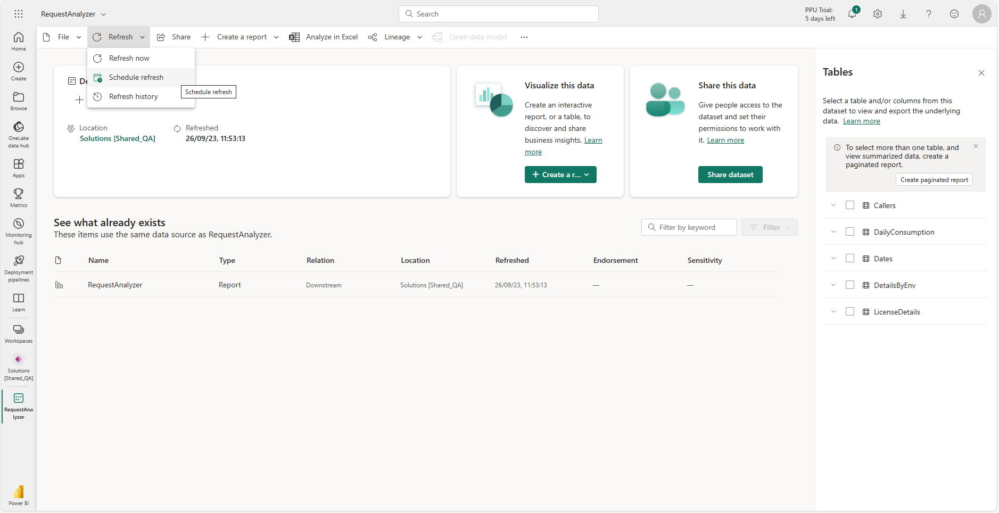 RequestAnalyzer
Search
PPU Trial:
5 days left
1
Home
Create
Browse
OneLake
data hub
Apps
Metrics
Monitoring
hub
Deployment
pipelines
Learn
Workspaces
Solutions
[Shared_QA]
RequestAna
lyzer
Power BI
File
Refresh
Share
Create a report
Analyze in Excel
Lineage
Open data model
Refresh now
Schedule refresh
Refresh history
Schedule refresh
De
Location
Solutions [Shared_QA]
Refreshed
26/09/23, 11:53:13
Visualize this data
Create an interactive
report, or a table, to
discover and share
business insights. Learn
more
Create a r...
Share this data
Give people access to the
dataset and set their
permissions to work with
it. Learn more
Share dataset
See what already exists
These items use the same data source as RequestAnalyzer.
Filter by keyword
Filter
Name Type Relation Location Refreshed Endorsement Sensitivity
RequestAnalyzer Report Downstream Solutions [Shared_QA] 26/09/23, 11:53:13 — —
Tables
Select a table and/or columns from this
dataset to view and export the underlying
data. Learn more
To select more than one table, and
view summarized data, create a
paginated report.
Create paginated report
Callers
DailyConsumption
Dates
DetailsByEnv
LicenseDetails